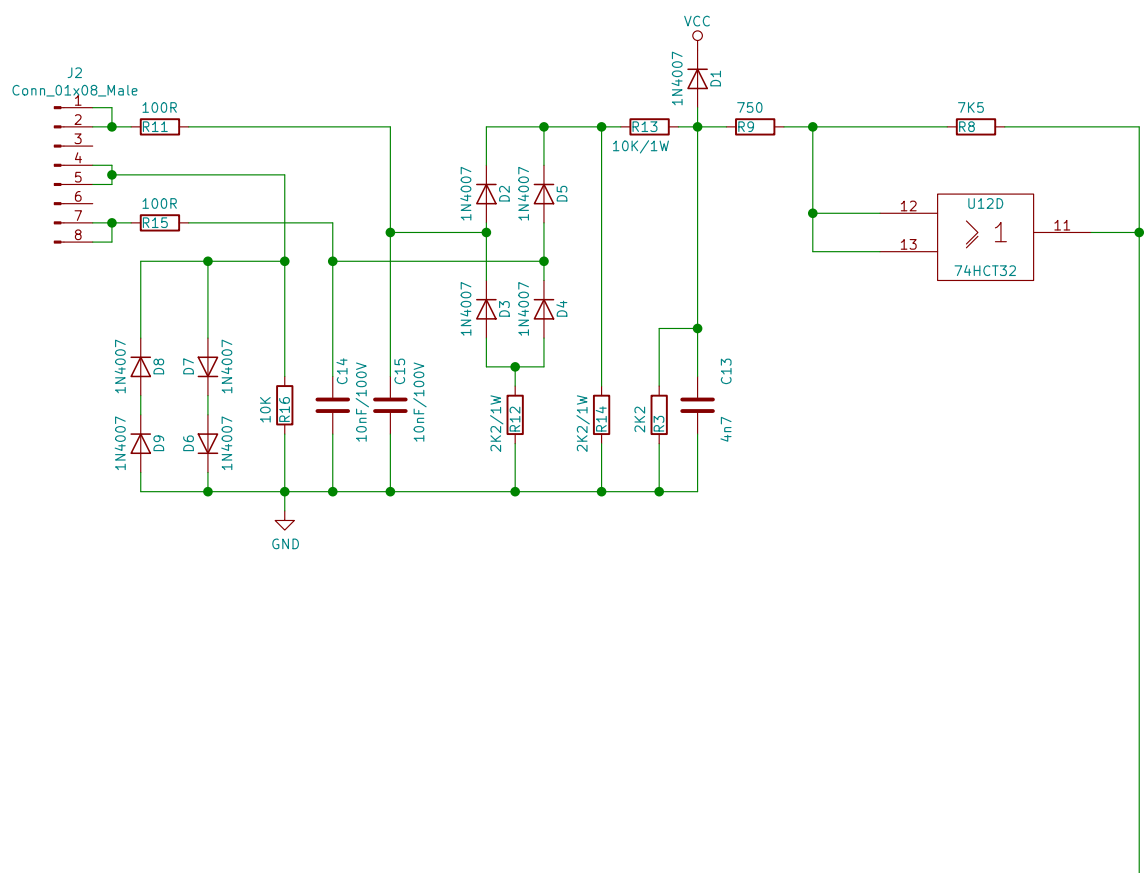 VCC
1N4007
D1
J2
Conn_01x08_Male
1
2
3
4
5
6
7
8
100R
R11
100R
R15
1N4007
D2
1N4007
D5
R13
10K/1W
750
R9
7K5
R8
12
13
U12D
≥ 1
74HCT32
11
1N4007
D3
1N4007
D4
1N4007
D8
D7
1N4007
1N4007
D9
D6
1N4007
10K
R16
C14
10nF/100V
C15
10nF/100V
2K2/1W
R12
2K2/1W
R14
2K2
R3
C13
4n7
GND